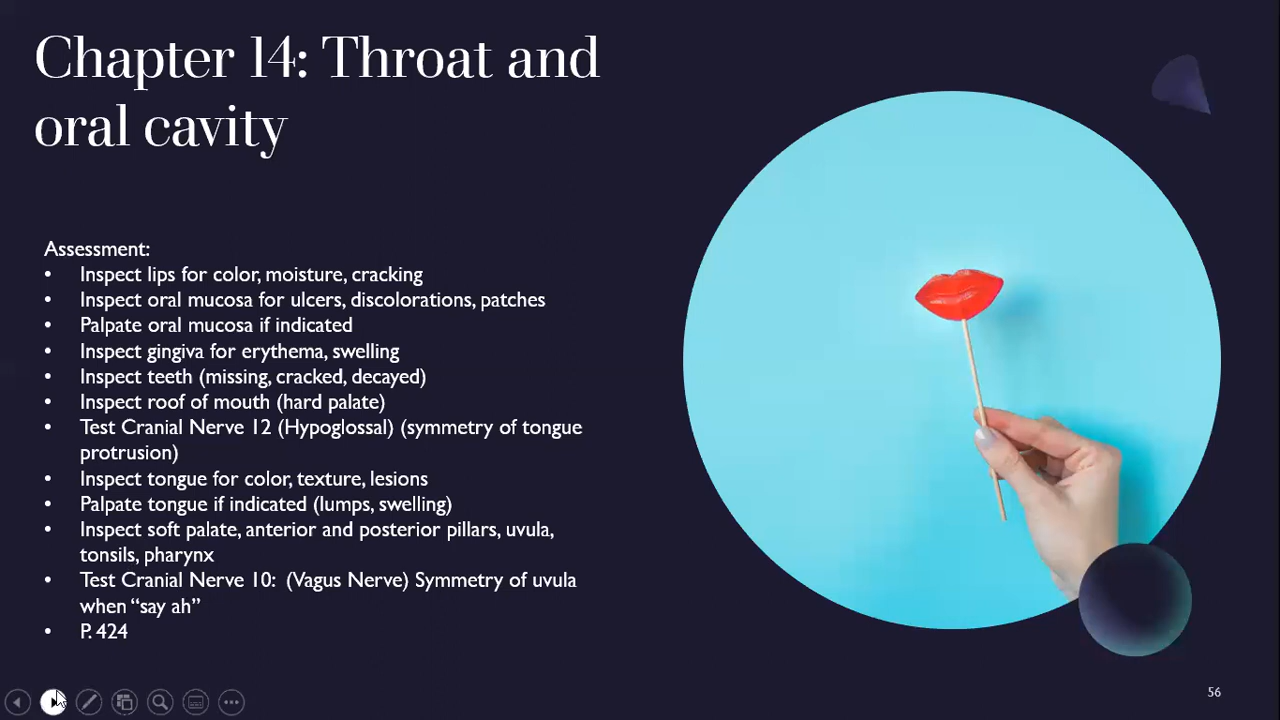 Chapter 14: Throat and
oral cavity
Assessment:
• Inspect lips for color, moisture, cracking
• Inspect oral mucosa for ulcers, discolorations, patches
• Palpate oral mucosa if indicated
• Inspect gingiva for erythema, swelling
• Inspect teeth (missing, cracked, decayed)
• Inspect roof of mouth (hard palate)
• Test Cranial Nerve 12 (Hypoglossal) (symmetry of tongue
protrusion)
• Inspect tongue for color, texture, lesions
• Palpate tongue if indicated (lumps, swelling)
• Inspect soft palate, anterior and posterior pillars, uvula,
tonsils, pharynx
• Test Cranial Nerve 10: (Vagus Nerve) Symmetry of uvula
when “say ah”
• P. 424
56